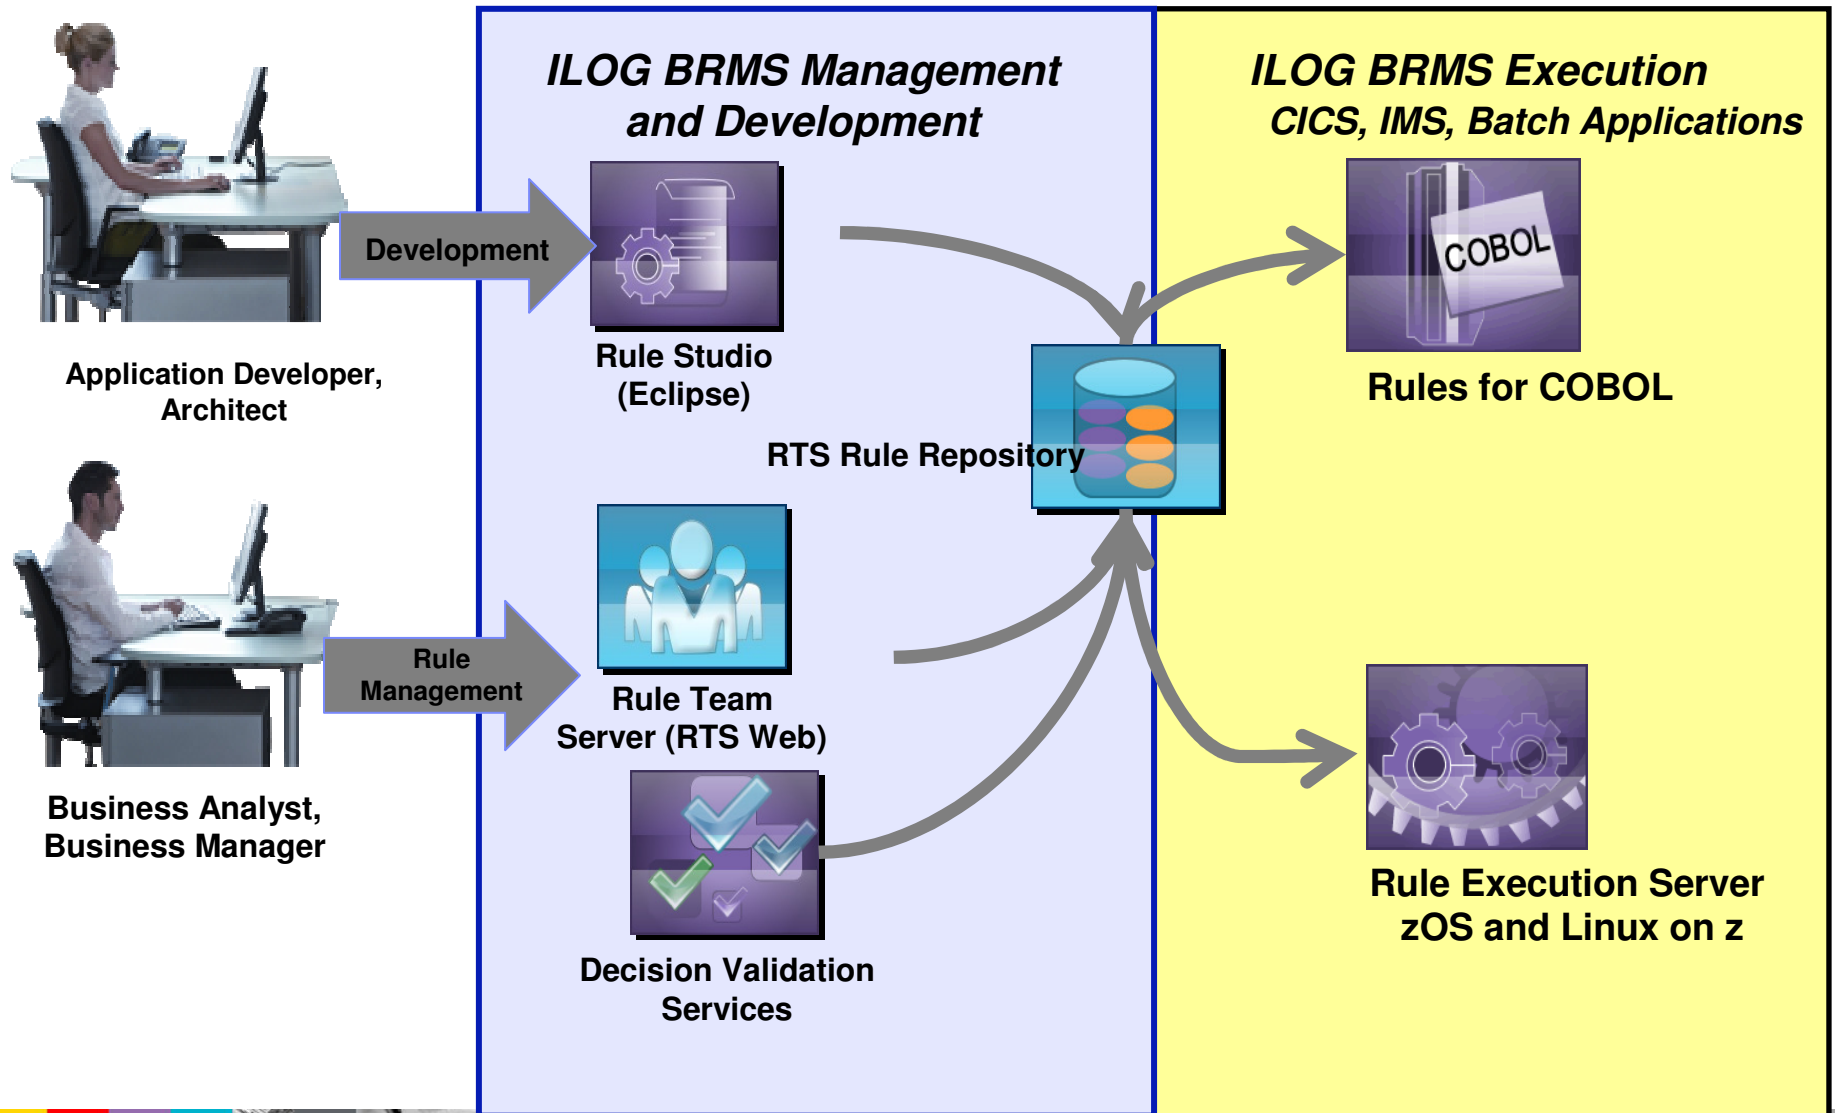 ILOG BRMS Management
and Development
ILOG BRMS Execution
CICS, IMS, Batch Applications
Development
Rule Studio
(Eclipse)
Application Developer,
Architect
COBOL
Rules for COBOL
RTS Rule Repository
Rule
Management
Rule Team
Server (RTS Web)
Business Analyst,
Business Manager
Decision Validation
Services
Rule Execution Server
zOS and Linux on z